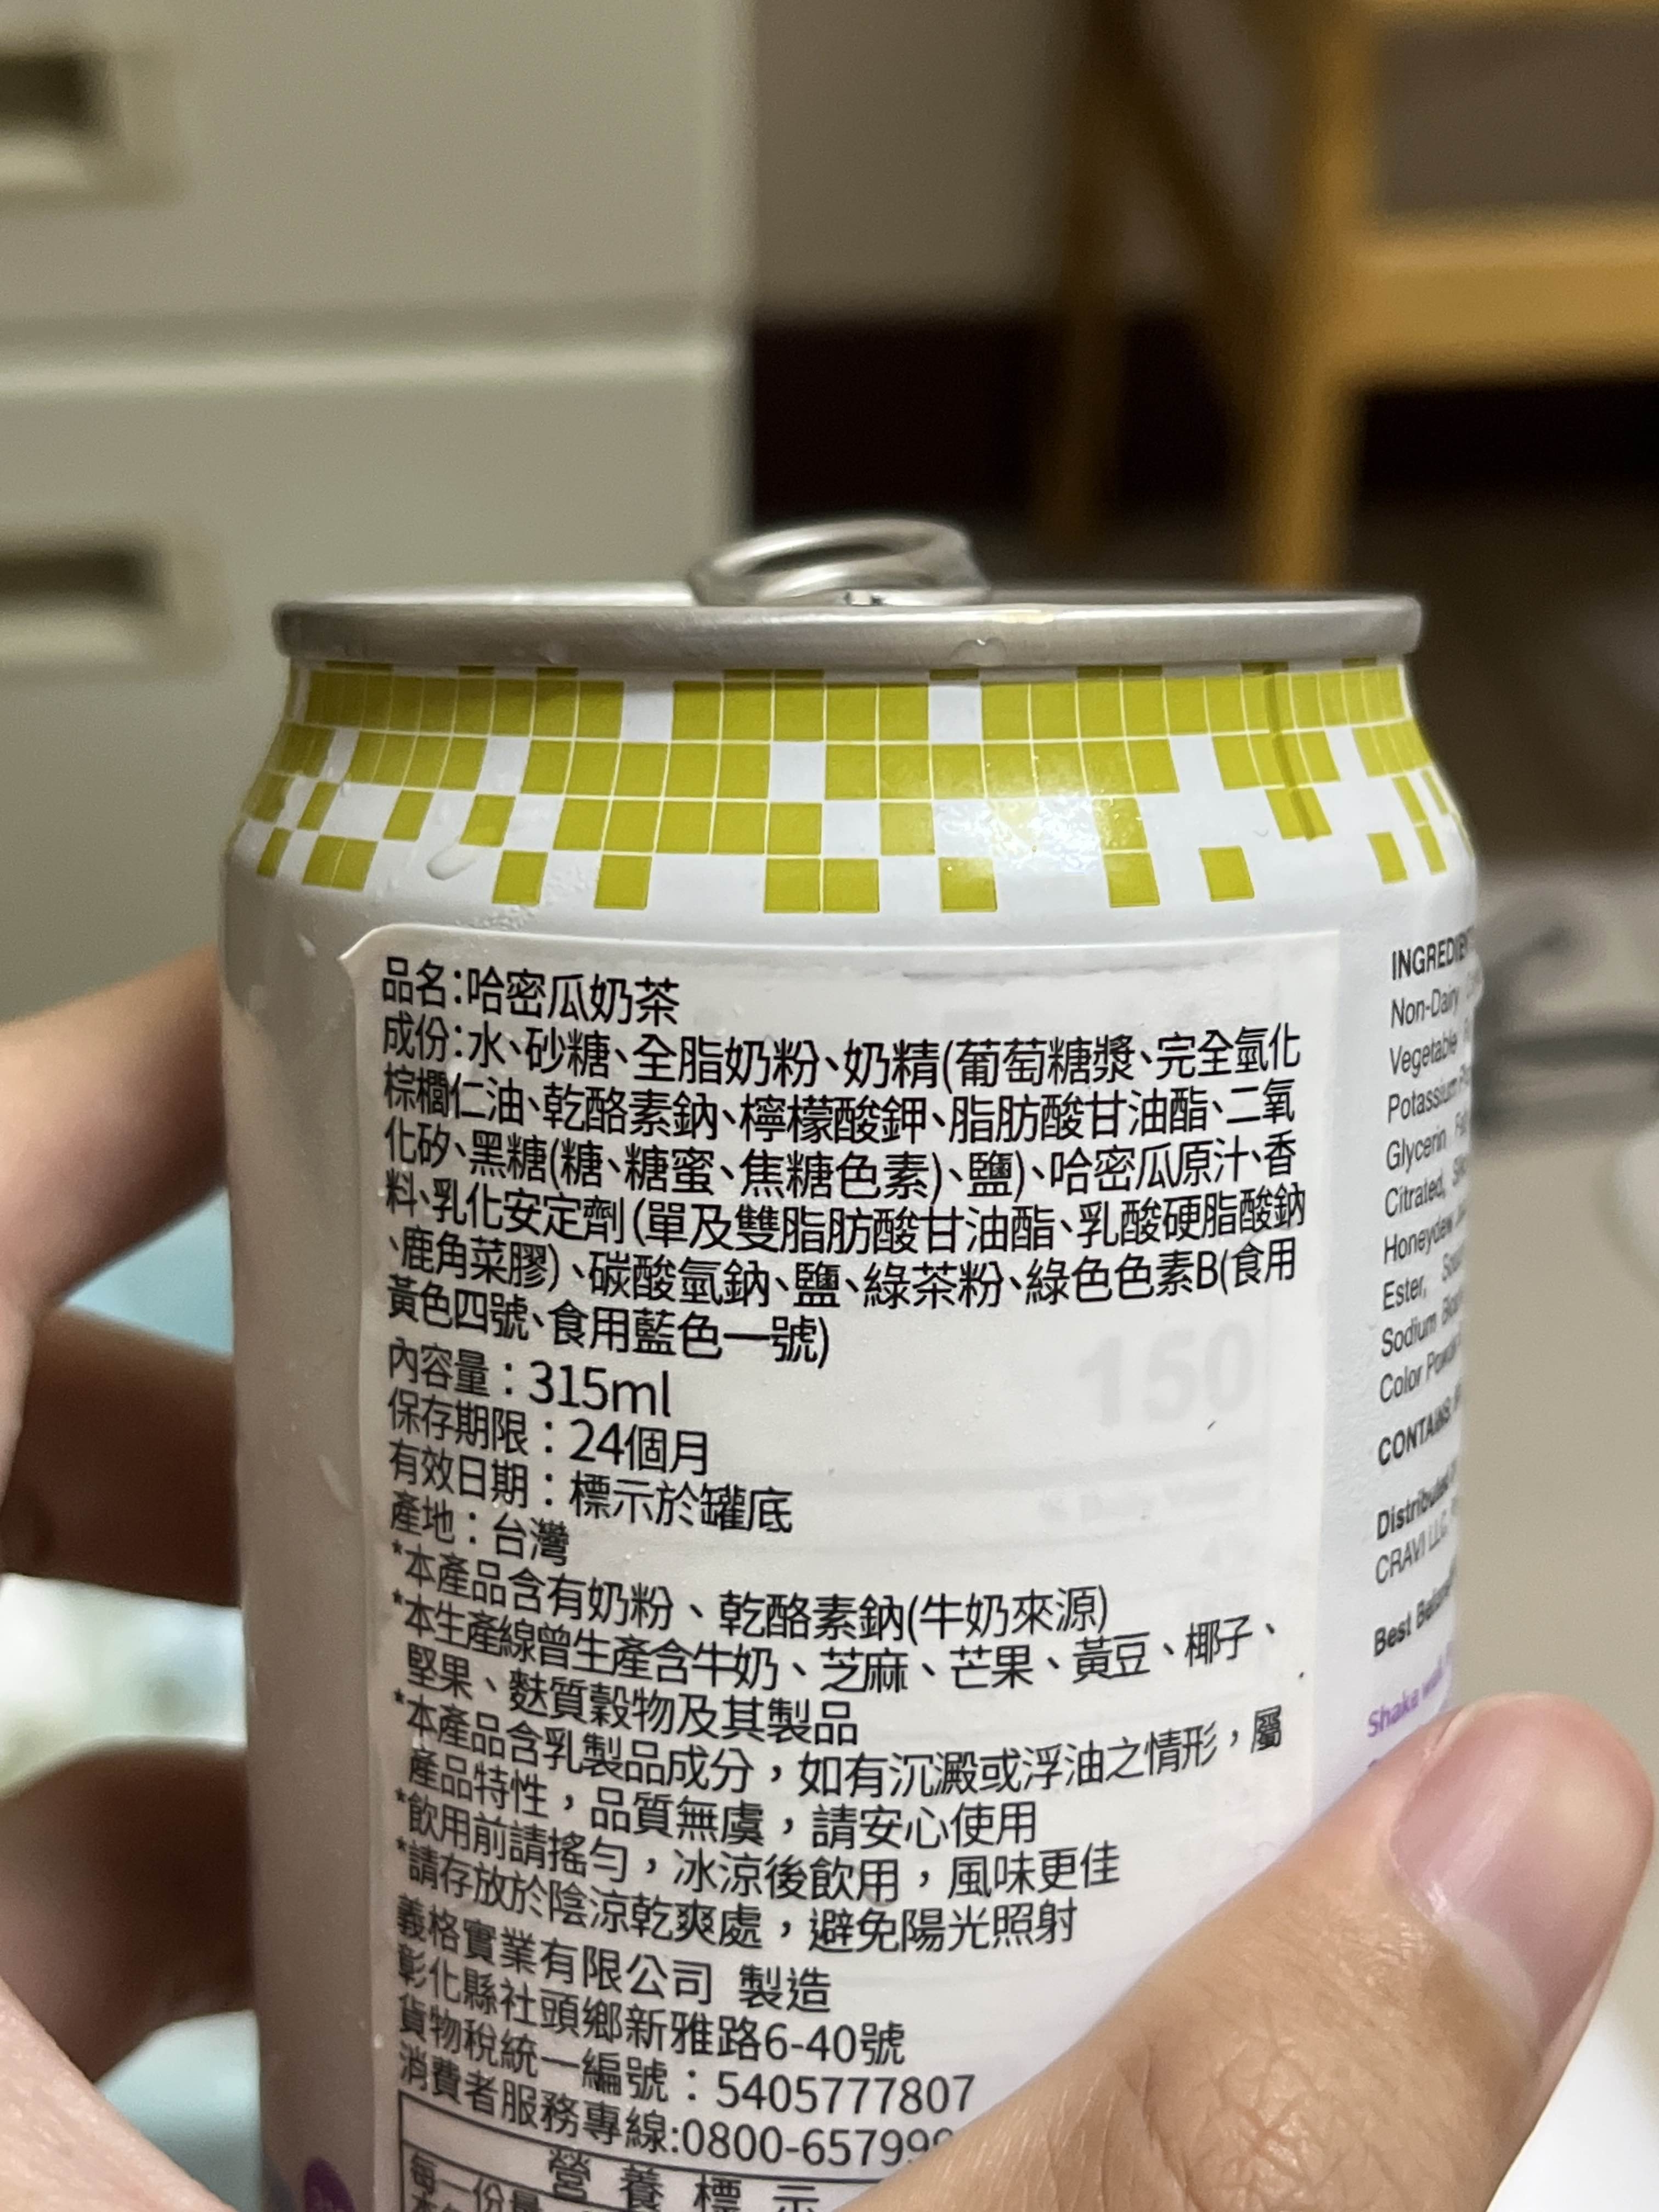 品名:哈密瓜奶茶
成份:水、砂糖、全脂奶粉、奶精(葡萄糖漿、完全氫化
棕櫚仁油、乾酪素鈉、檸檬酸鉀、脂肪酸甘油酯、二氧
化矽、黑糖(糖、糖蜜、焦糖色素)、鹽)、哈密瓜原汁、香
料、乳化安定劑(單及雙脂肪酸甘油酯、乳酸硬脂酸鈉
、鹿角菜膠)、碳酸氫鈉、鹽、綠茶粉、綠色色素B(食用
黃色四號、食用藍色一號)
內容量：315ml
保存期限：24個月
有效日期：標示於罐底
產地：台灣
*本產品含有奶粉、乾酪素鈉(牛奶來源)
*本生產線曾生產含牛奶、芝麻、芒果、黃豆、椰子、
堅果、麩質穀物及其製品
*本產品含乳製品成分，如有沉澱或浮油之情形，屬
產品特性，品質無虞，請安心使用
*飲用前請搖勻，冰涼後飲用，風味更佳
*請存放於陰涼乾爽處，避免陽光照射
義格實業有限公司 製造
彰化縣社頭鄉新雅路6-40號
貨物稅統一編號：5405777807
消費者服務專線:0800-65799
營養標示
每一份量
150
Non-Dairy
Vegetable
Potassium
Glycerin
Citrated,
Honeydew
Ester,
Sodium
Color
CONTAINS:
CRAVI LLC,
Best
Shake well